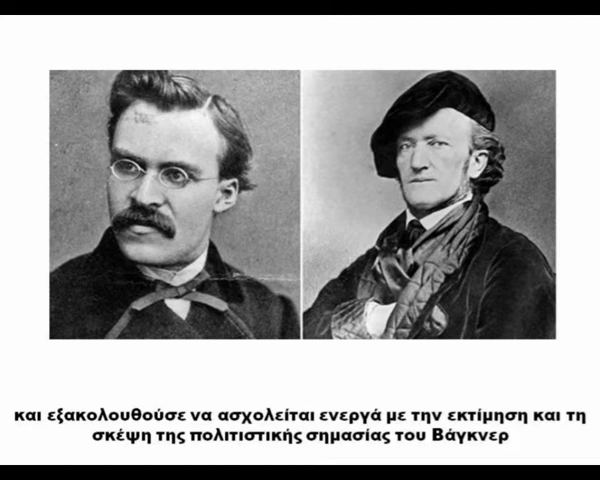 και εξακολουθούσε να ασχολείται ενεργά με την εκτίμηση και τη
σκέψη της πολιτιστικής σημασίας του Βάγκνερ